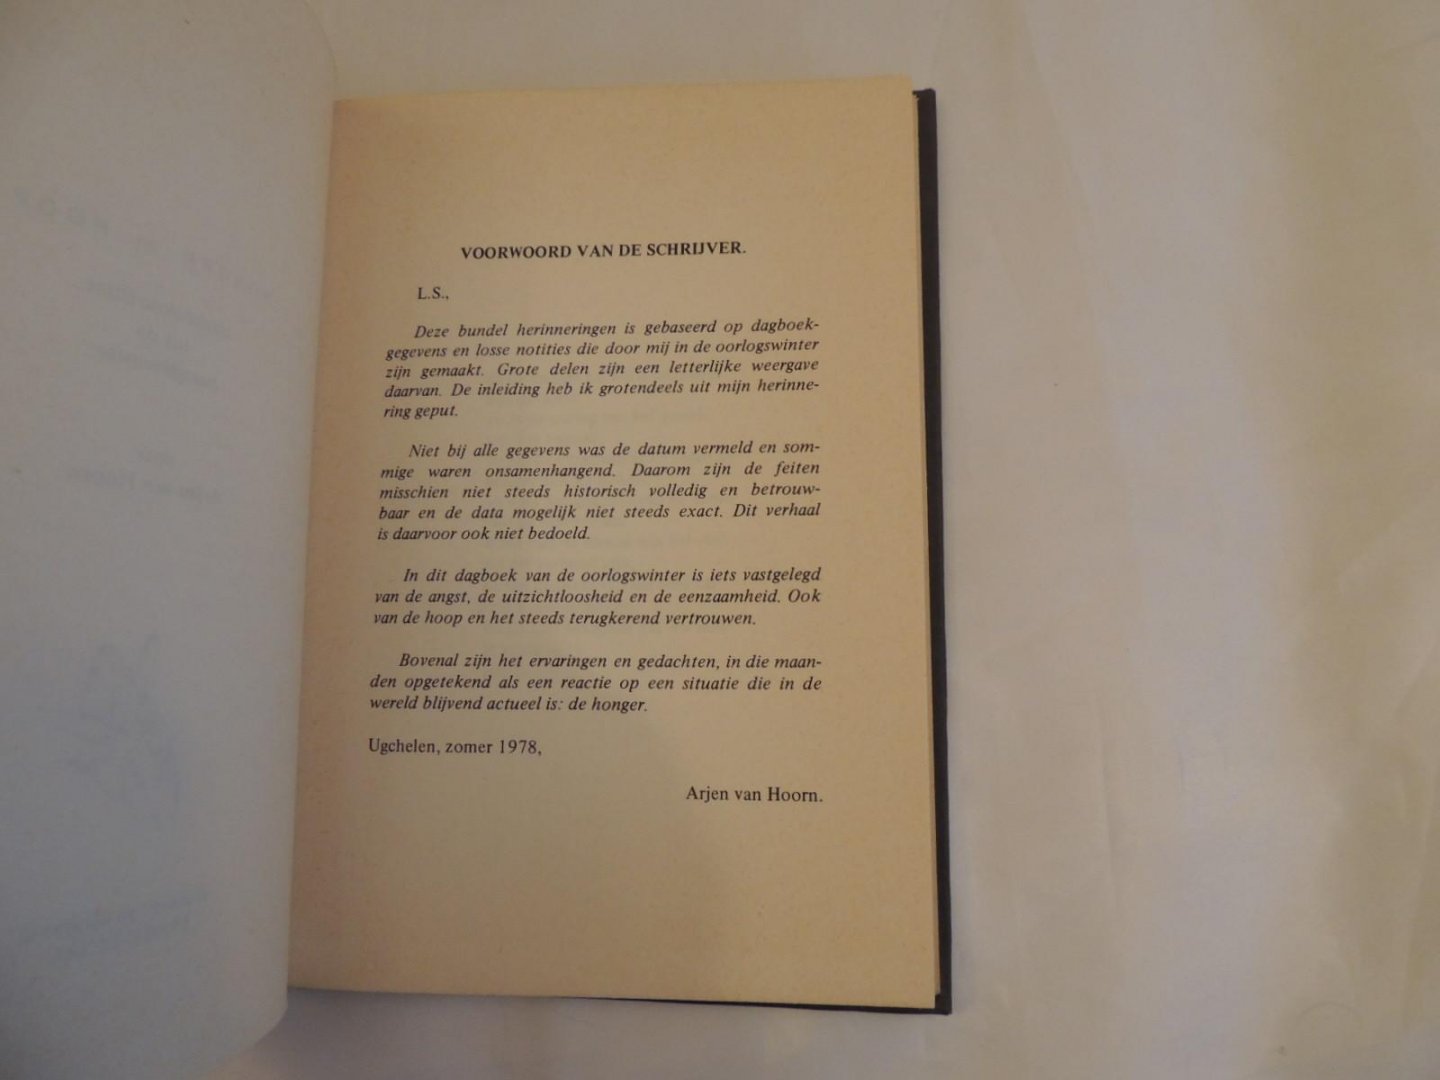 VOORWOORD VAN DE SCHRIJVER.
L.S.,
Deze bundel herinneringen is gebaseerd op dagboek-
gegevens en losse notities die door mij in de oorlogswinter
zijn gemaakt. Grote delen zijn een letterlijke weergave
daarvan. De inleiding heb ik grotendeels uit mijn herinne-
ring geput.
Niet bij alle gegevens was de datum vermeld en som-
mige waren onsamenhangend. Daarom zijn de feiten
misschien niet steeds historisch volledig en betrouw-
baar en de data mogelijk niet steeds exact. Dit verhaal
is daarvoor ook niet bedoeld.
In dit dagboek van de oorlogswinter is iets vastgelegd
van de angst, de uitzichtloosheid en de eenzaamheid. Ook
van de hoop en het steeds terugkerend vertrouwen.
Bovenal zijn het ervaringen en gedachten, in die maan-
den opgetekend als een reactie op een situatie die in de
wereld blijvend actueel is: de honger.
Ugchelen, zomer 1978,
Arjen van Hoorn.